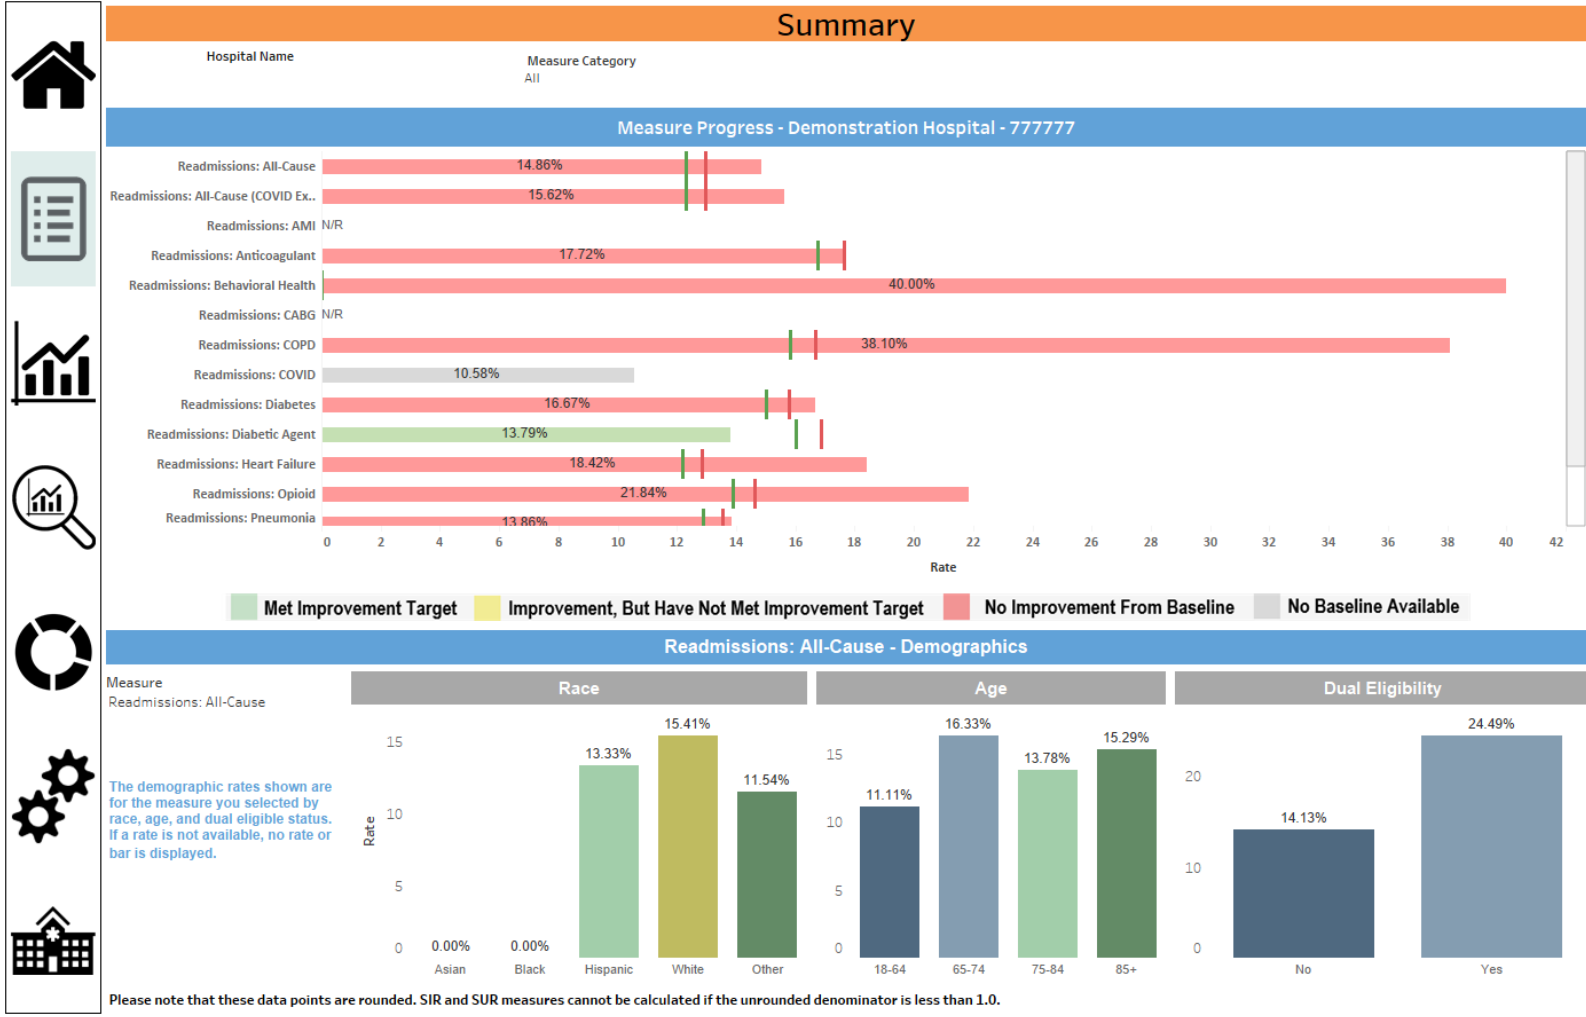 Summary
Hospital Name
Measure Category
All
Measure Progress - Demonstration Hospital - 777777
Readmissions: All-Cause 14.86%
Readmissions: All-Cause (COVID Ex.. 15.62%
Readmissions: AMI N/R
Readmissions: Anticoagulant 17.72%
Readmissions: Behavioral Health 40.00%
Readmissions: CABG N/R
Readmissions: COPD 38.10%
Readmissions: COVID 10.58%
Readmissions: Diabetes 16.67%
Readmissions: Diabetic Agent 13.79%
Readmissions: Heart Failure 18.42%
Readmissions: Opioid 21.84%
Readmissions: Pneumonia 13.86%
0 2 4 6 8 10 12 14 16 18 20 22 24 26 28 30 32 34 36 38 40 42
Rate
Met Improvement Target Improvement, But Have Not Met Improvement Target No Improvement From Baseline No Baseline Available
Readmissions: All-Cause - Demographics
Measure
Readmissions: All-Cause
The demographic rates shown are
for the measure you selected by
race, age, and dual eligible status.
If a rate is not available, no rate or
bar is displayed.
Race
Rate
15
10
5
0
0.00% 0.00% 13.33% 15.41% 11.54%
Asian Black Hispanic White Other
Age
15
10
5
0
11.11% 16.33% 13.78% 15.29%
18-64 65-74 75-84 85+
Dual Eligibility
20
10
0
14.13% 24.49%
No Yes
Please note that these data points are rounded. SIR and SUR measures cannot be calculated if the unrounded denominator is less than 1.0.